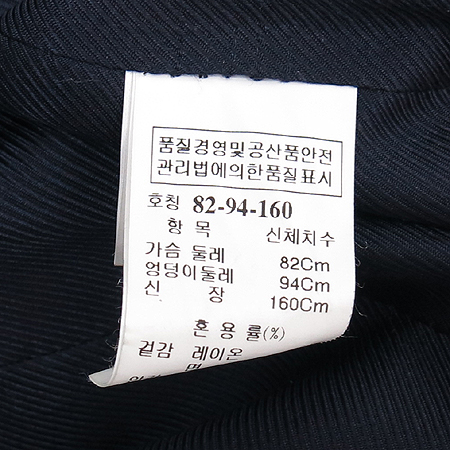 품질경영및공산품안전
관리법에의한품질표시
호칭 82-94-160
항 목 신체치수
가슴 둘레 82Cm
엉덩이둘레 94Cm
신 장 160Cm
혼 용 률(%)
겉감 레이온
면